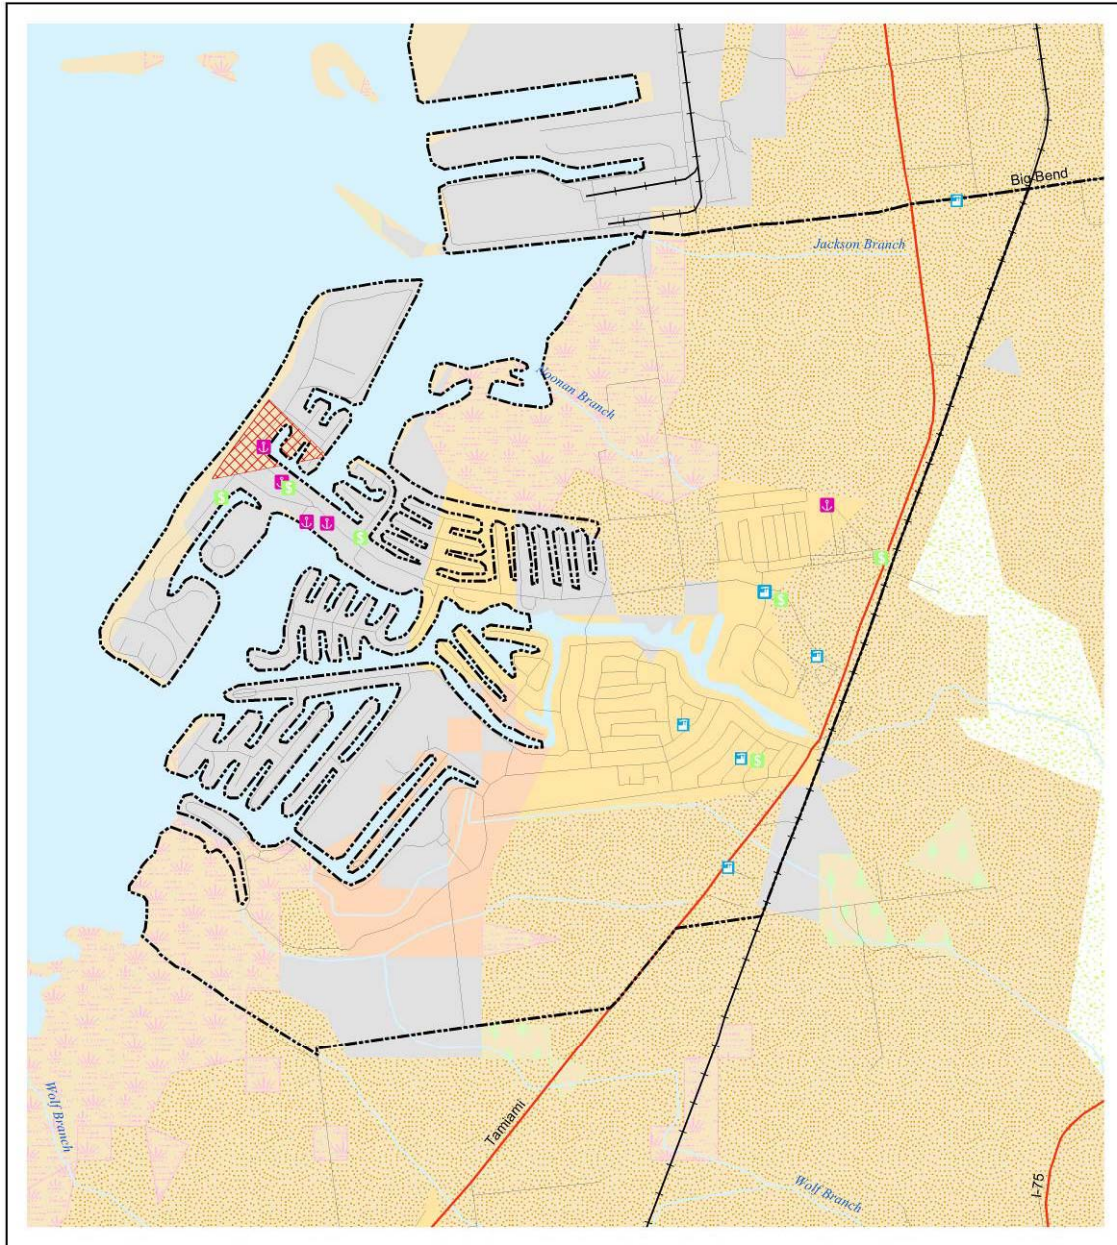 Big Bend
Jackson Branch
Noonan Branch
$
$
$
$
$
$
Wolf Branch
Tamiami
Wolf Branch
I-75